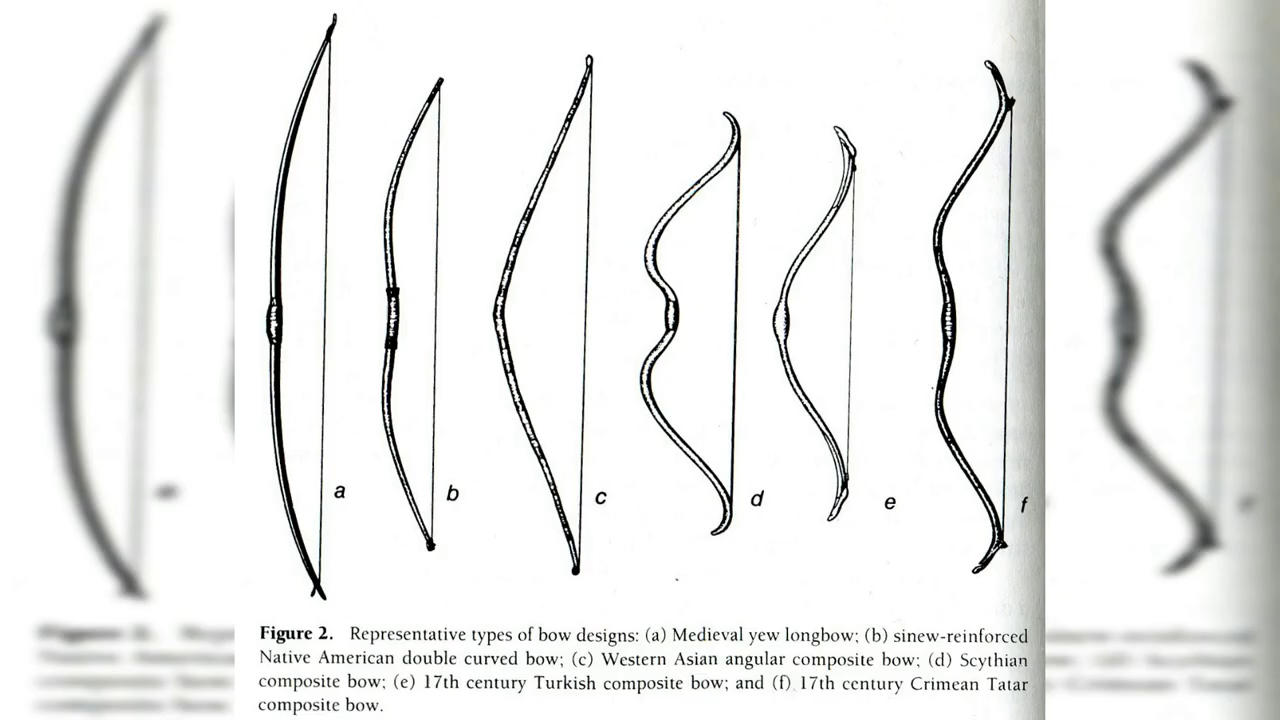 a
b
c
d
e
f
Figure 2. Representative types of bow designs: (a) Medieval yew longbow; (b) sinew-reinforced
Native American double curved bow; (c) Western Asian angular composite bow; (d) Scythian
composite bow; (e) 17th century Turkish composite bow; and (f) 17th century Crimean Tatar
composite bow.